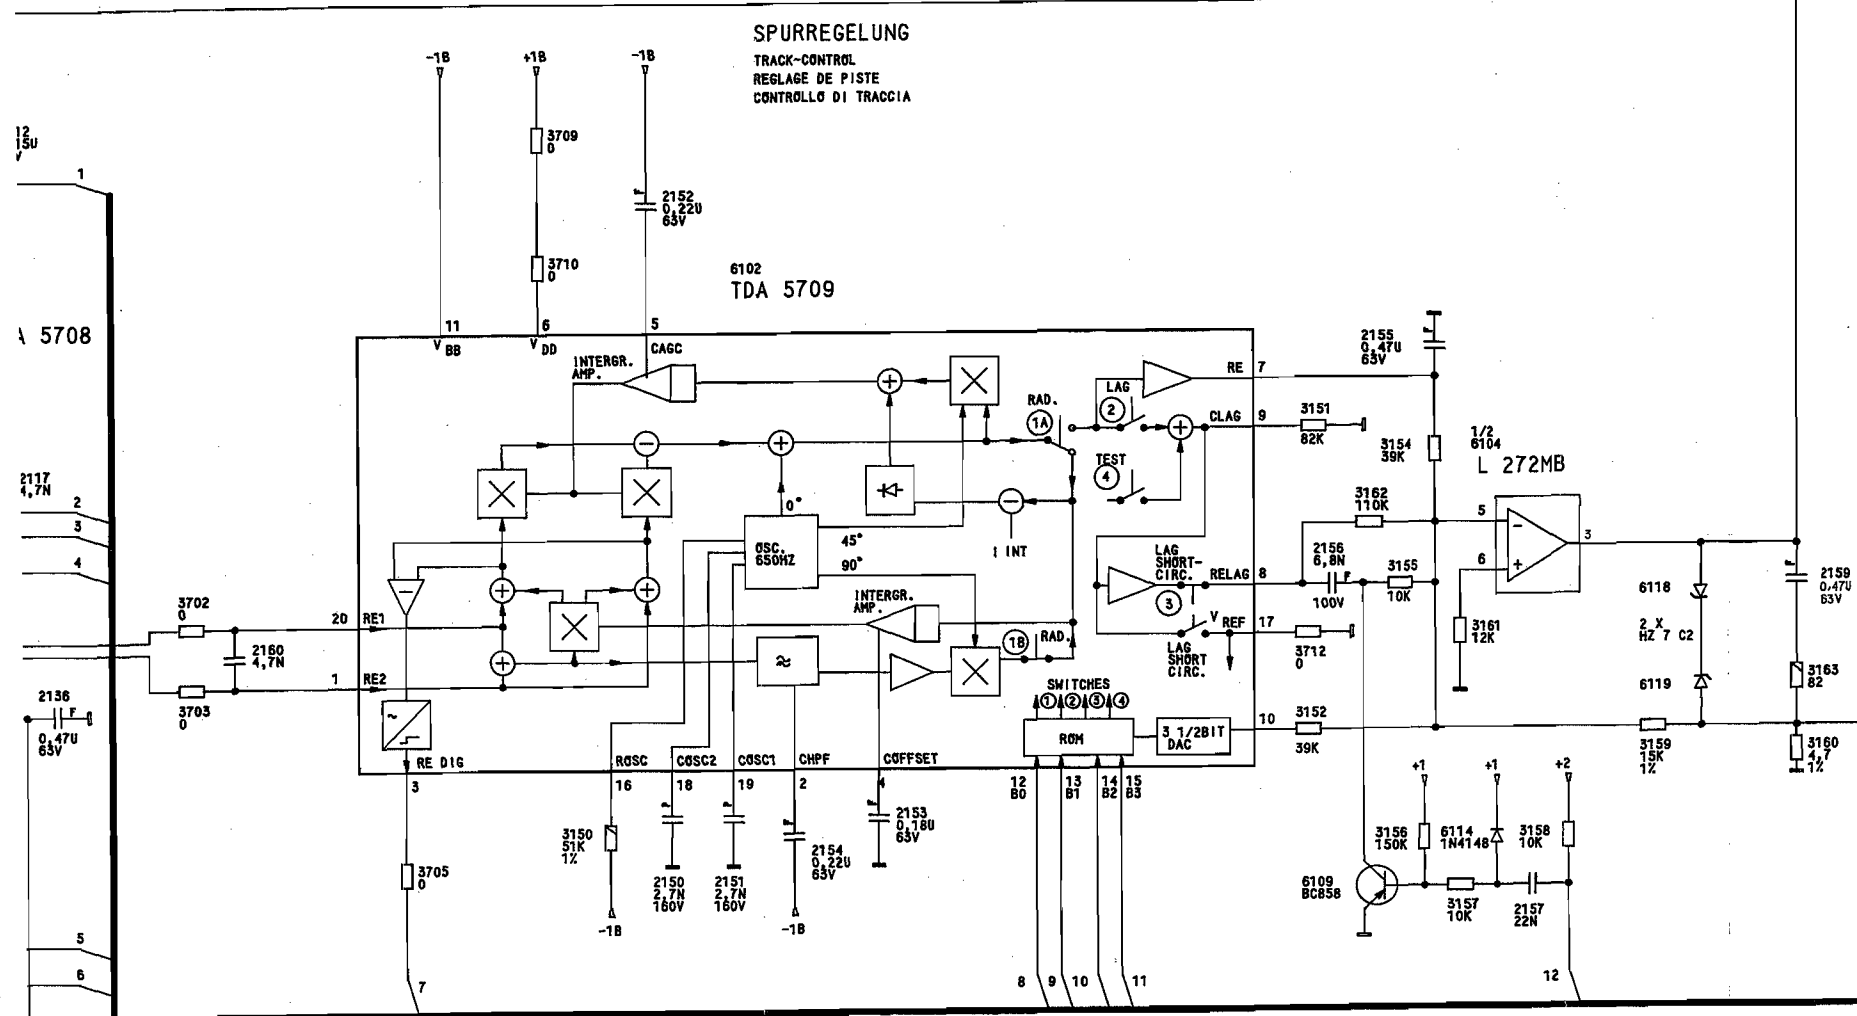 SPURREGELUNG
TRACK-CONTROL
REGLAGE DE PISTE
CONTROLLO DI TRACCIA
-1B
+1B
-1B
12
15U
V
1
3709
0
2152
0,22U
63V
3710
0
6102
TDA 5709
A 5708
11
6
5
V BB
V DD
CAGC
INTERGR.
AMP.
RE
7
2155
0,47U
63V
F
LAG
2
RAD.
1A
CLAG
9
3151
82K
3154
39K
1/2
6104
L 272MB
TEST
4
2117
4,7N
2
3
4
0°
OSC.
650HZ
45°
90°
I INT
3162
110K
5
6
3
2156
6,8N
F
100V
3155
10K
LAG
SHORT-
CIRC.
3
RELAG
8
INTERGR.
AMP.
V REF
17
LAG
SHORT
CIRC.
3712
0
3161
12K
6118
2 X
HZ 7 C2
6119
2159
0,47U
63V
F
3163
82
3702
0
20
RE1
2160
4,7N
1
RE2
3703
0
2136
F
0,47U
63V
RAD.
1B
SWITCHES
1 2 3 4
ROM
3 1/2BIT
DAC
10
3152
39K
3159
15K
1%
3160
4,7
1%
RE DIG
ROSC
COSC2
COSC1
CHPF
COFFSET
3
16
18
19
2
4
12
B0
13
B1
14
B2
15
B3
+1
+1
+2
3150
51K
1%
2150
2,7N
160V
2151
2,7N
160V
2154
0,22U
63V
2153
0,18U
63V
3156
150K
6114
1N4148
3158
10K
3705
0
6109
BC858
3157
10K
2157
22N
-1B
-1B
5
6
7
8
9
10
11
12